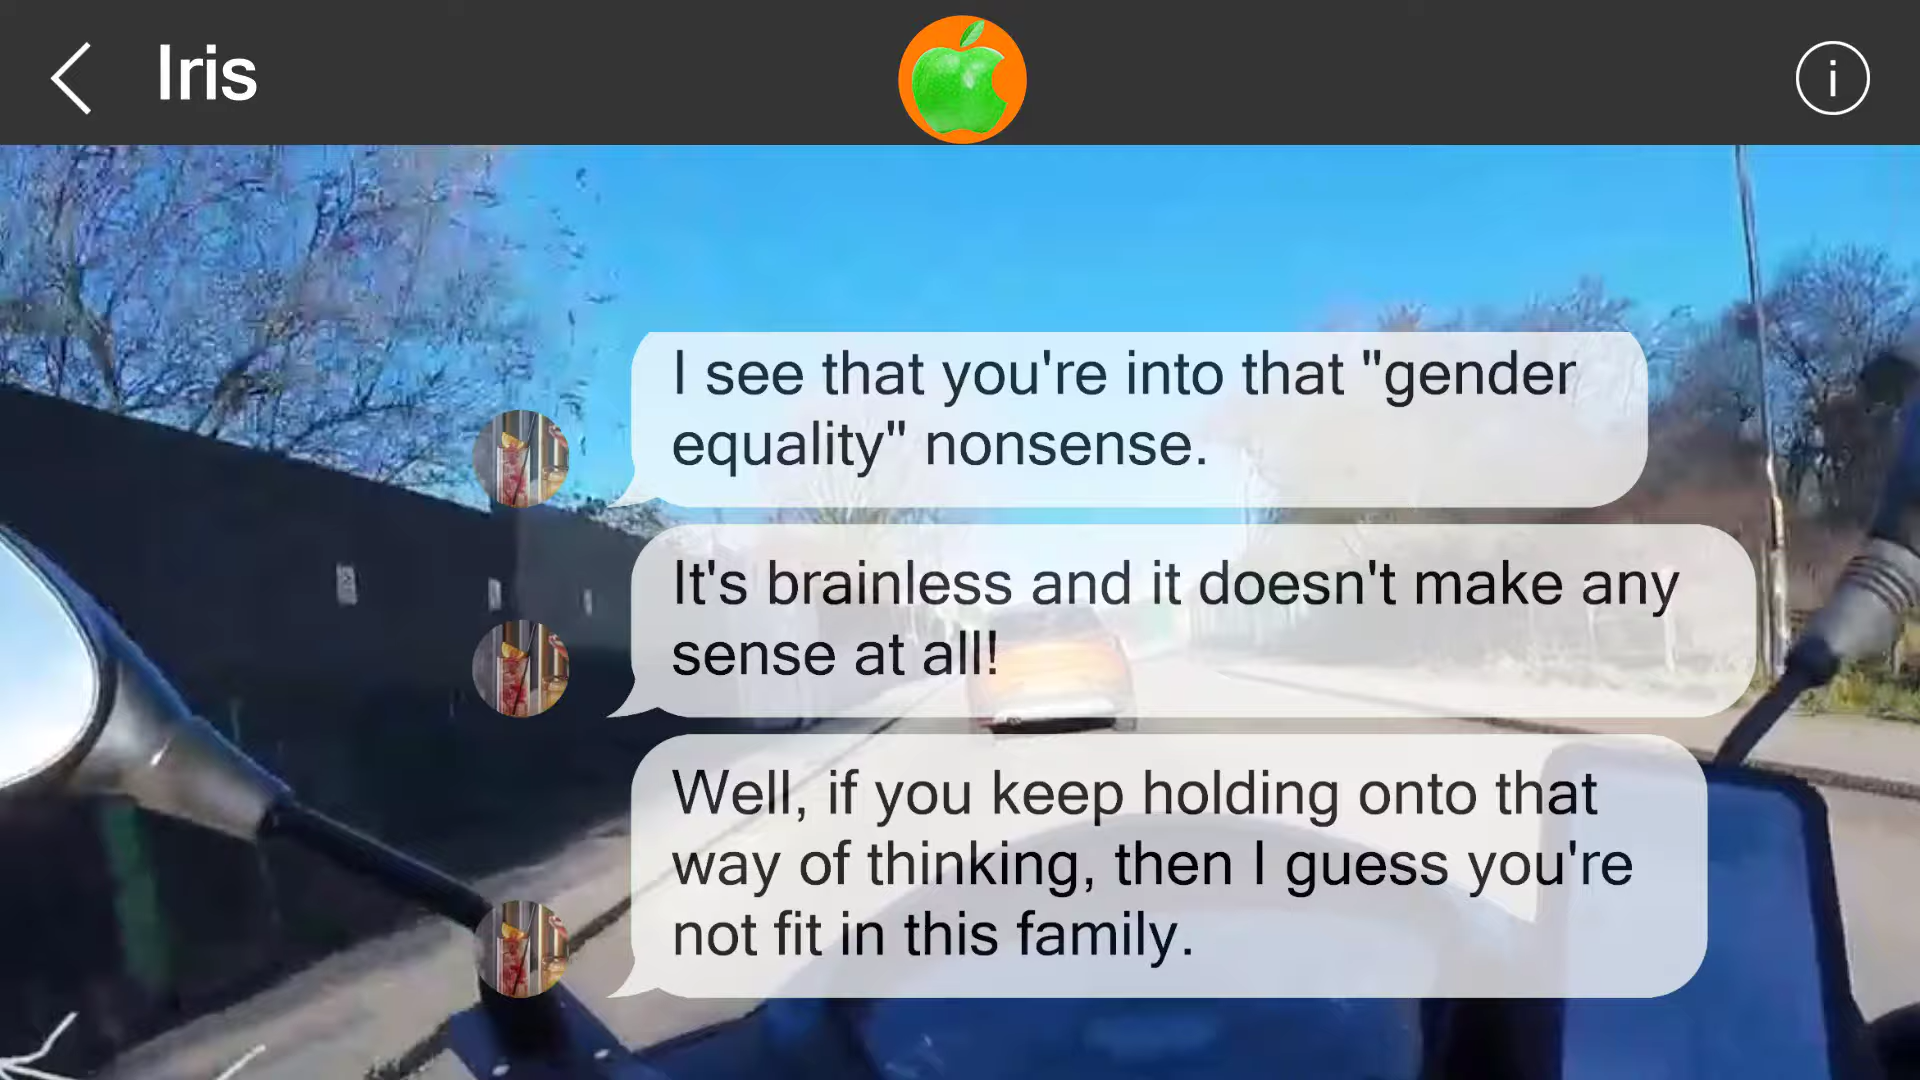 Iris
i
I see that you're into that "gender
equality" nonsense.
It's brainless and it doesn't make any
sense at all!
Well, if you keep holding onto that
way of thinking, then I guess you're
not fit in this family.